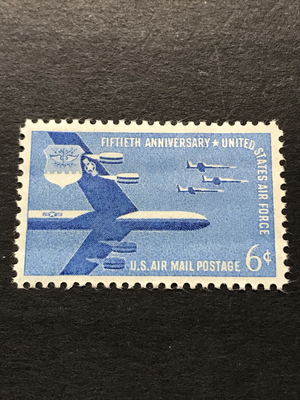 FIFTIETH ANNIVERSARY ★ UNITED STATES AIR FORCE
U.S. AIR MAIL POSTAGE 6¢